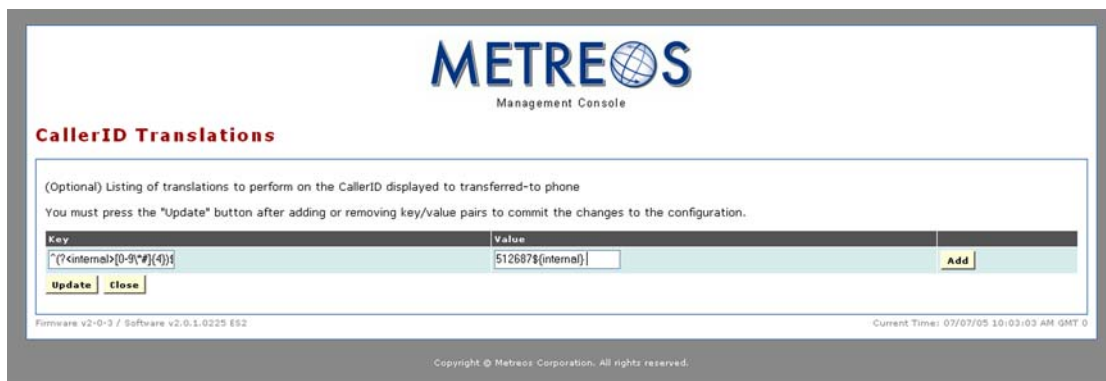 METREOS
Management Console
CallerID Translations
(Optional) Listing of translations to perform on the CallerID displayed to transferred-to phone
You must press the "Update" button after adding or removing key/value pairs to commit the changes to the configuration.
Key Value
^(?<internal>[0-9\*#]{4})$ 512687${internal} Add
Update Close
Firmware v2-0-3 / Software v2.0.1.0225 ES2 Current Time: 07/07/05 10:03:03 AM GMT 0
Copyright © Metreos Corporation. All rights reserved.